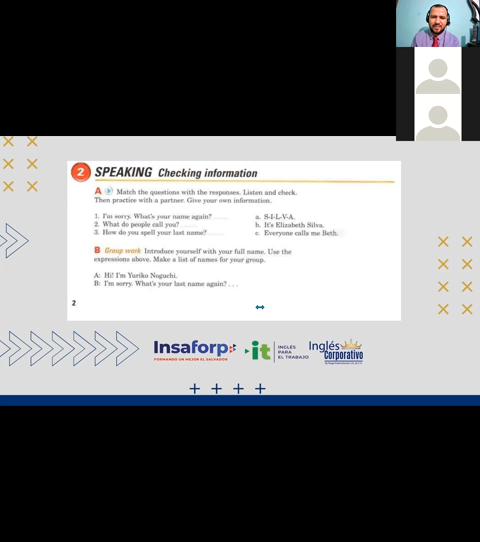 2 SPEAKING Checking information
A Match the questions with the responses. Listen and check.
Then practice with a partner. Give your own information.
1. I'm sorry. What's your name again? ........
2. What do people call you? ........
3. How do you spell your last name? ........
a. S-I-L-V-A.
b. It's Elizabeth Silva.
c. Everyone calls me Beth.
B Group work Introduce yourself with your full name. Use the
expressions above. Make a list of names for your group.
A: Hi! I'm Yuriko Noguchi.
B: I'm sorry. What's your last name again? . . .
2
Insaforp
FORMANDO UN MEJOR EL SALVADOR
it
INGLÉS
PARA
EL TRABAJO
Inglés
Corporativo